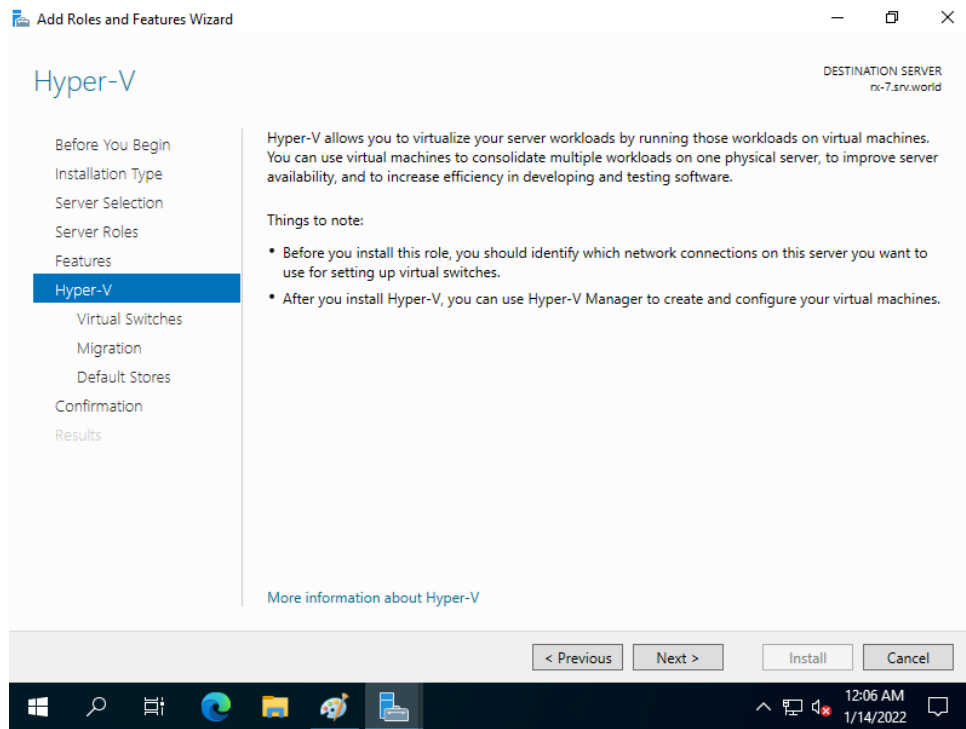 Add Roles and Features Wizard
Hyper-V
DESTINATION SERVER
rx-7.srv.world
Before You Begin
Installation Type
Server Selection
Server Roles
Features
Hyper-V
Virtual Switches
Migration
Default Stores
Confirmation
Results
Hyper-V allows you to virtualize your server workloads by running those workloads on virtual machines.
You can use virtual machines to consolidate multiple workloads on one physical server, to improve server
availability, and to increase efficiency in developing and testing software.
Things to note:
• Before you install this role, you should identify which network connections on this server you want to
use for setting up virtual switches.
• After you install Hyper-V, you can use Hyper-V Manager to create and configure your virtual machines.
More information about Hyper-V
< Previous
Next >
Install
Cancel
12:06 AM
1/14/2022